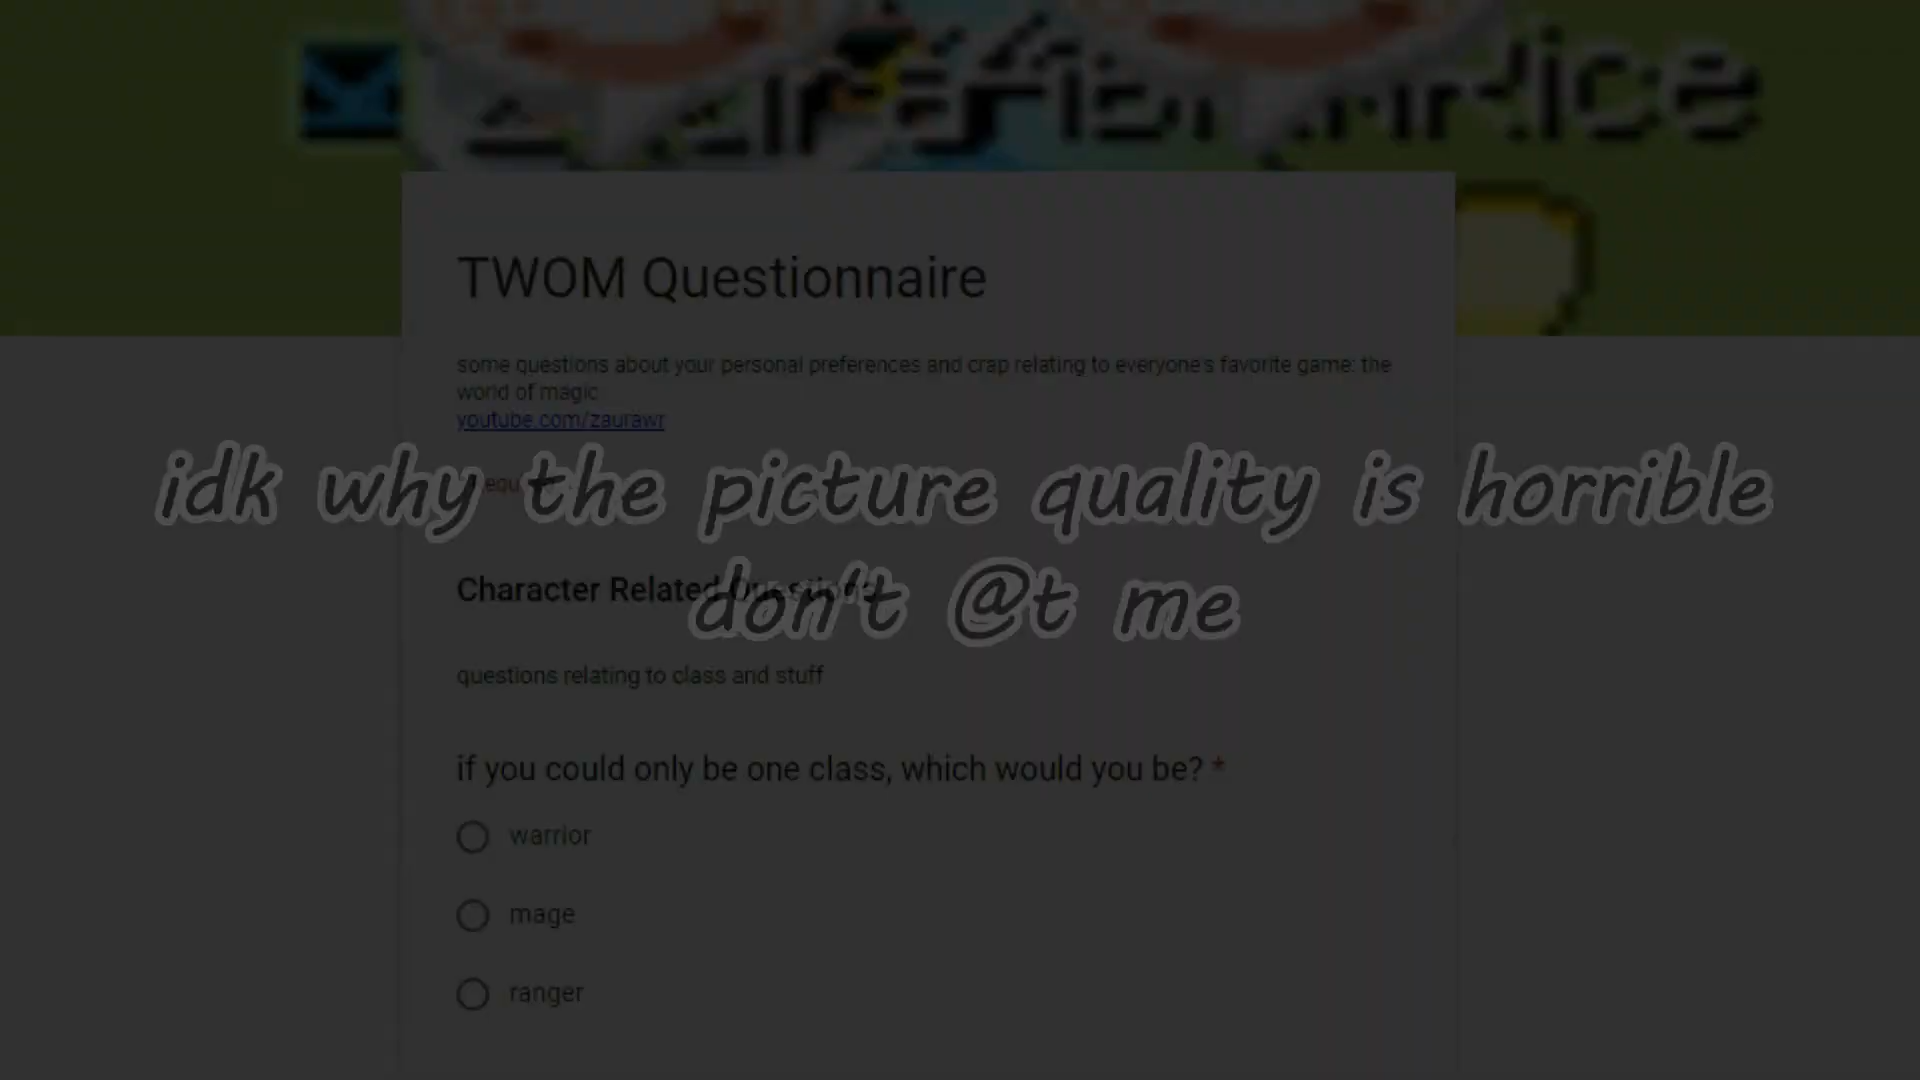 TWOM Questionnaire
some questions about your personal preferences and crap relating to everyone's favorite game: the
world of magic
youtube.com/zaurawr
idk why the picture quality is horrible
don't @t me
Character Related Questions
questions relating to class and stuff
if you could only be one class, which would you be? *
warrior
mage
ranger